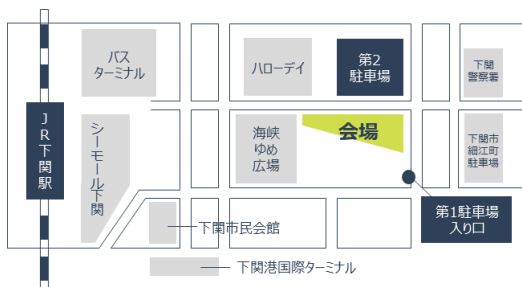 バス
ターミナル
ハローデイ
第2
駐車場
下関
警察署
JR下関駅
シーモール下関
海峡
ゆめ
広場
会場
下関市
細江町
駐車場
第1駐車場
入り口
下関市民会館
下関港国際ターミナル